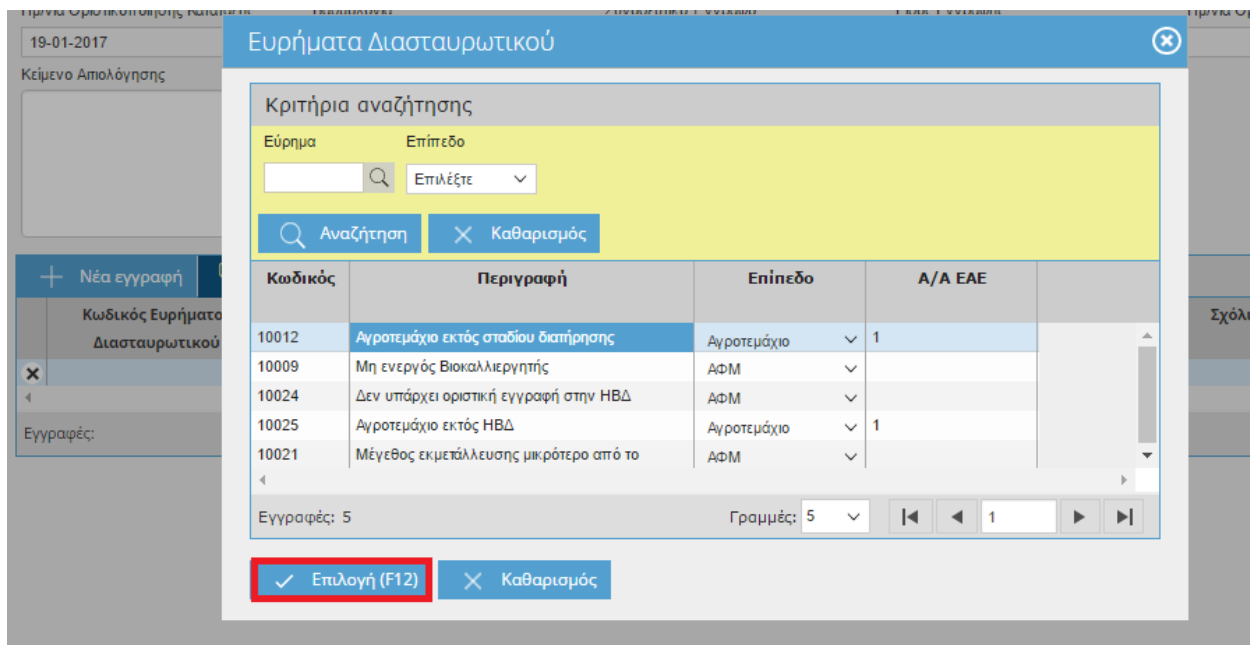 Ευρήματα Διασταυρωτικού
19-01-2017
Κείμενο Αιτιολόγησης
Κριτήρια αναζήτησης
Εύρημα Επίπεδο
Επιλέξτε
Αναζήτηση Καθαρισμός
Νέα εγγραφή
Κωδικός Περιγραφή Επίπεδο Α/Α ΕΑΕ
Κωδικός Ευρήματο
Διασταυρωτικού
10012 Αγροτεμάχιο εκτός σταδίου διατήρησης Αγροτεμάχιο 1
10009 Μη ενεργός Βιοκαλλιεργητής ΑΦΜ
10024 Δεν υπάρχει οριστική εγγραφή στην ΗΒΔ ΑΦΜ
10025 Αγροτεμάχιο εκτός ΗΒΔ Αγροτεμάχιο 1
10021 Μέγεθος εκμετάλλευσης μικρότερο από το ΑΦΜ
Εγγραφές:
Εγγραφές: 5 Γραμμές: 5 1
Επιλογή (F12) Καθαρισμός